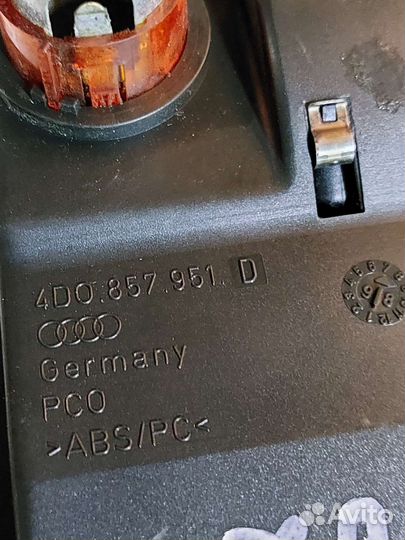 4D0.857.951. D
Germany
PCO
>ABS/PC<
Avito